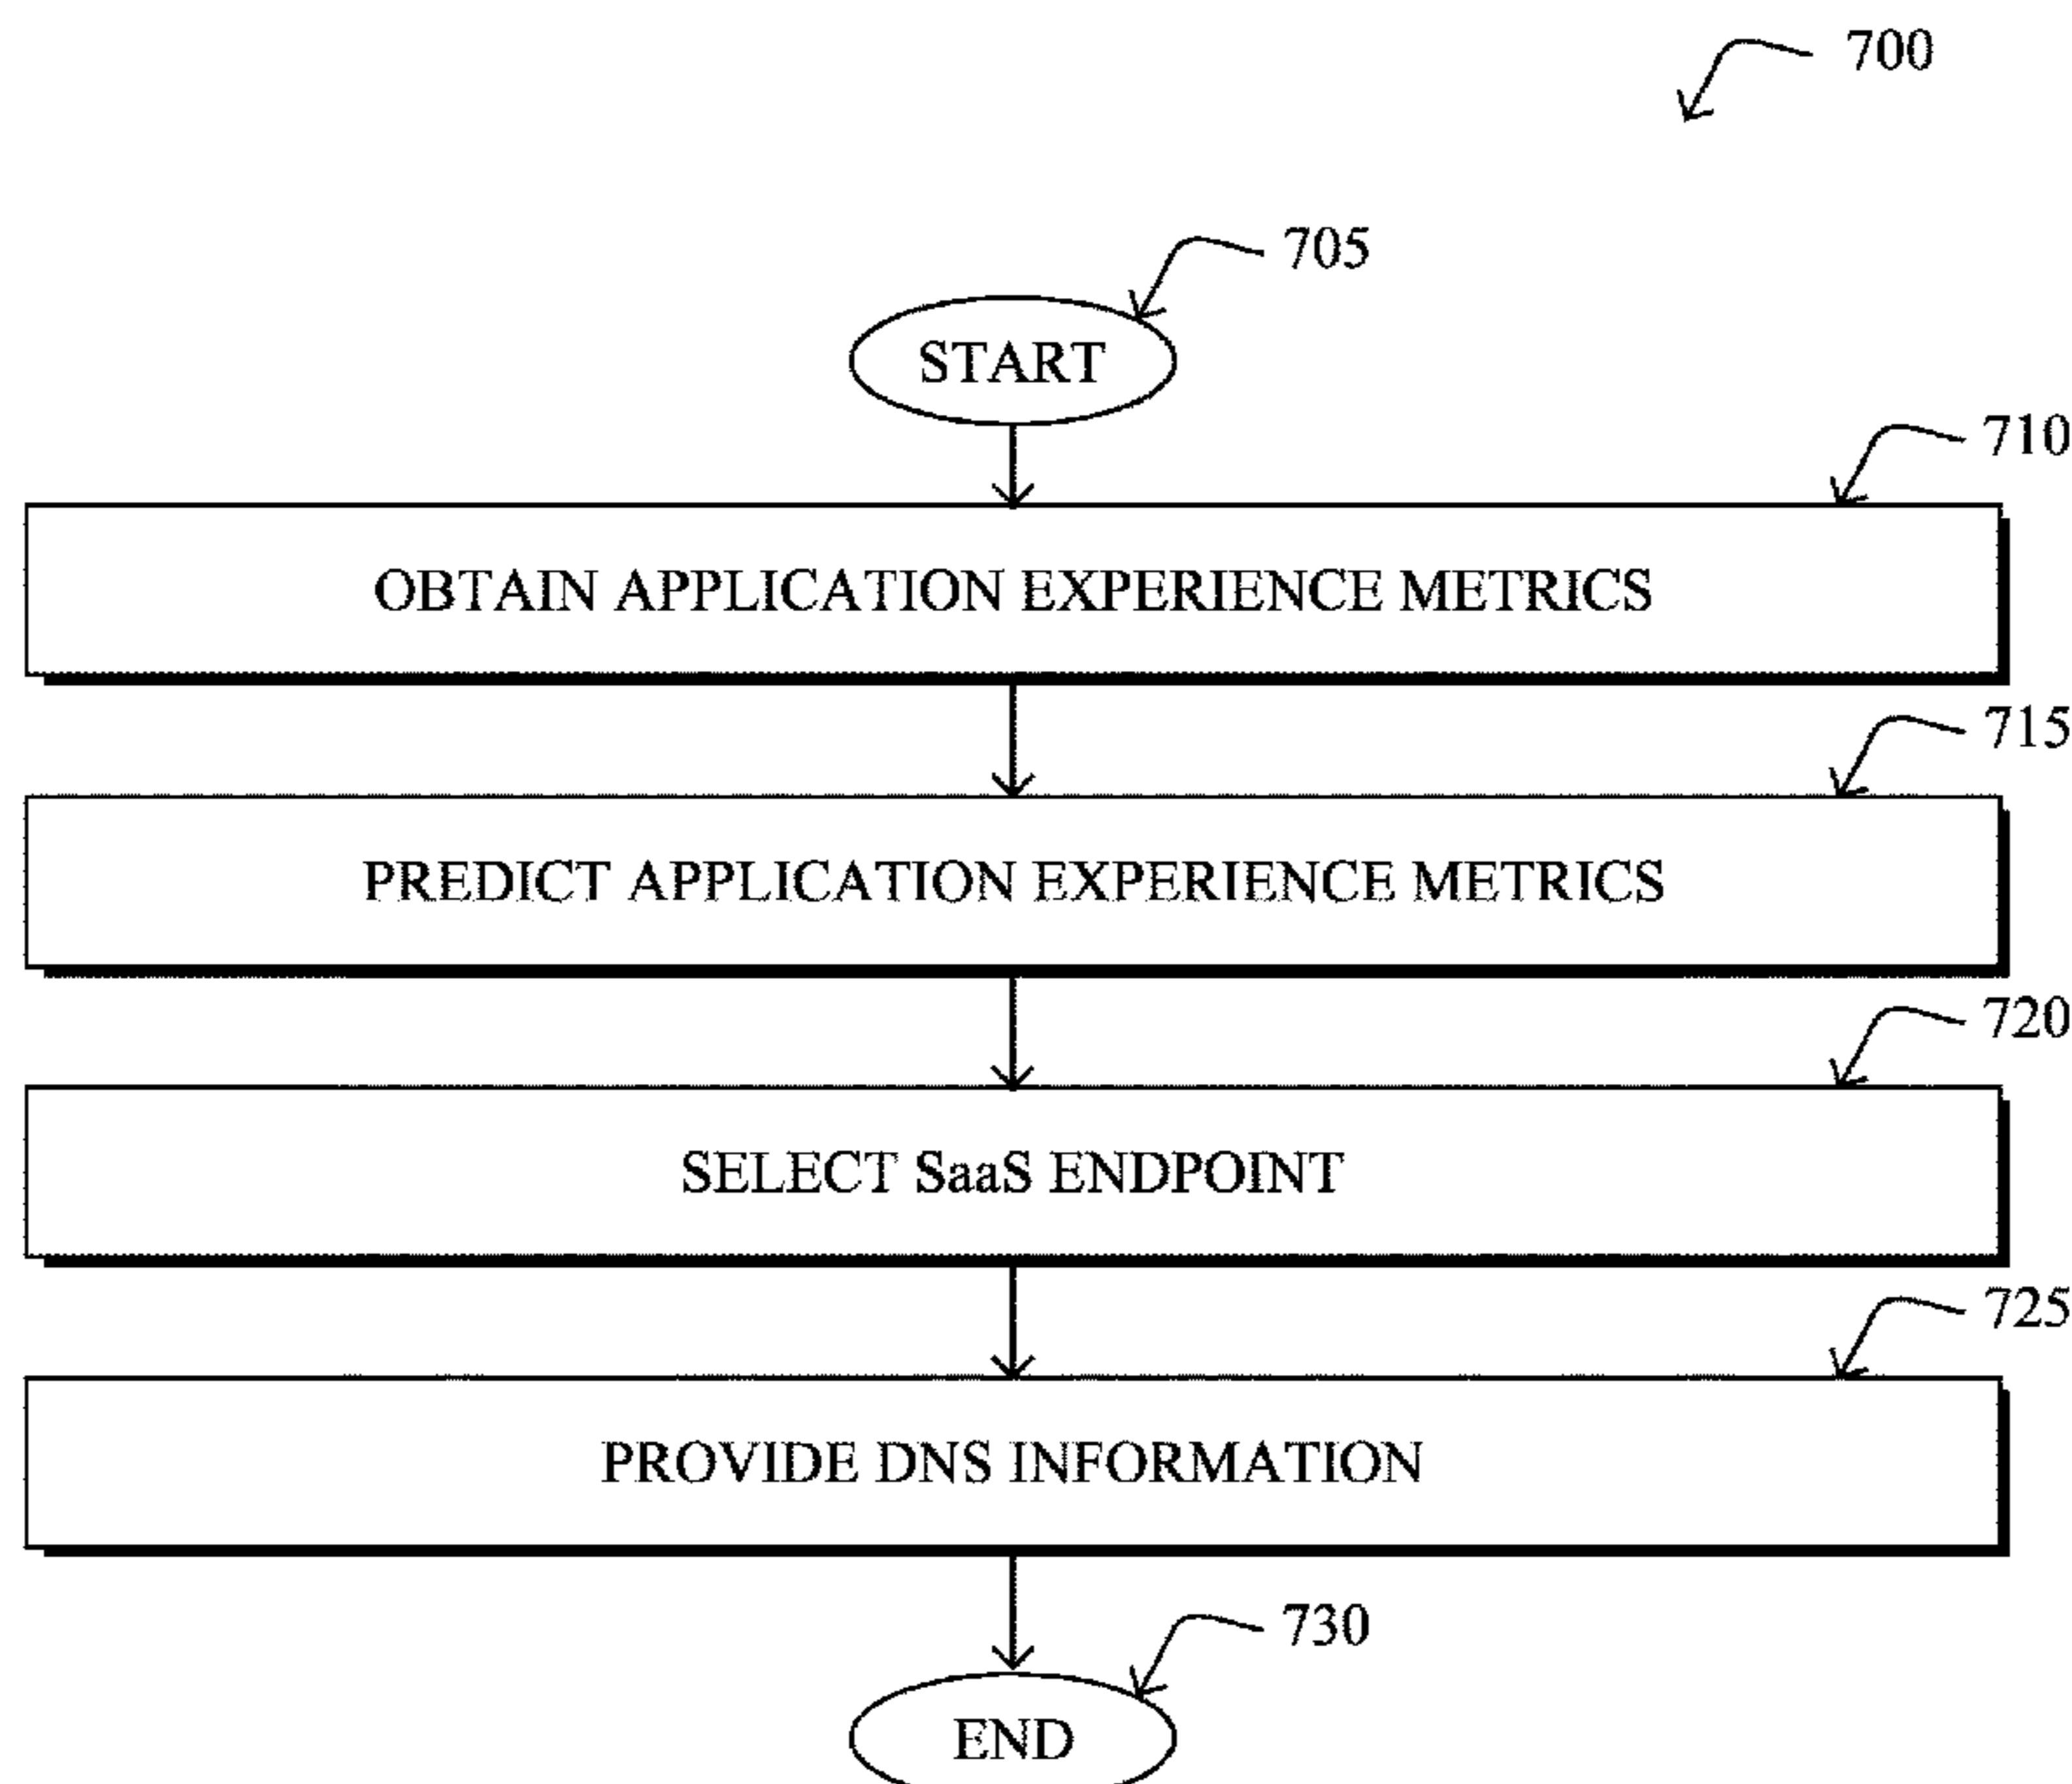 700
705
START
710
OBTAIN APPLICATION EXPERIENCE METRICS
715
PREDICT APPLICATION EXPERIENCE METRICS
720
SELECT SaaS ENDPOINT
725
PROVIDE DNS INFORMATION
730
END